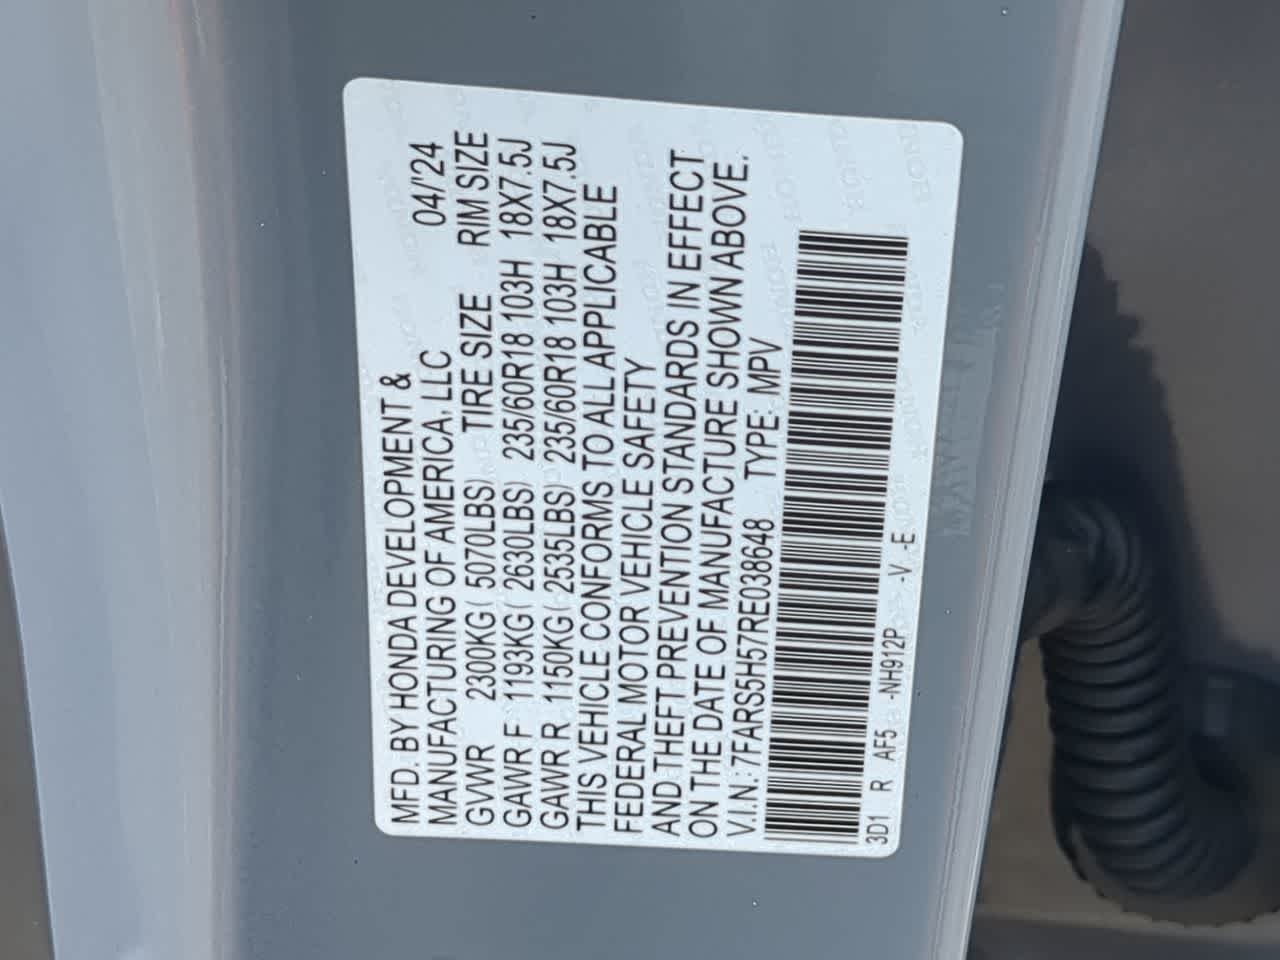 MFD. BY HONDA DEVELOPMENT &
MANUFACTURING OF AMERICA, LLC 04/'24
GVWR 2300KG ( 5070LBS) TIRE SIZE RIM SIZE
GAWR F 1193KG ( 2630LBS) 235/60R18 103H 18X7.5J
GAWR R 1150KG ( 2535LBS) 235/60R18 103H 18X7.5J
THIS VEHICLE CONFORMS TO ALL APPLICABLE
FEDERAL MOTOR VEHICLE SAFETY
AND THEFT PREVENTION STANDARDS IN EFFECT
ON THE DATE OF MANUFACTURE SHOWN ABOVE.
V.I.N.: 7FARS5H57RE038648 TYPE: MPV
3D1 R AF5 -NH912P -V. -E